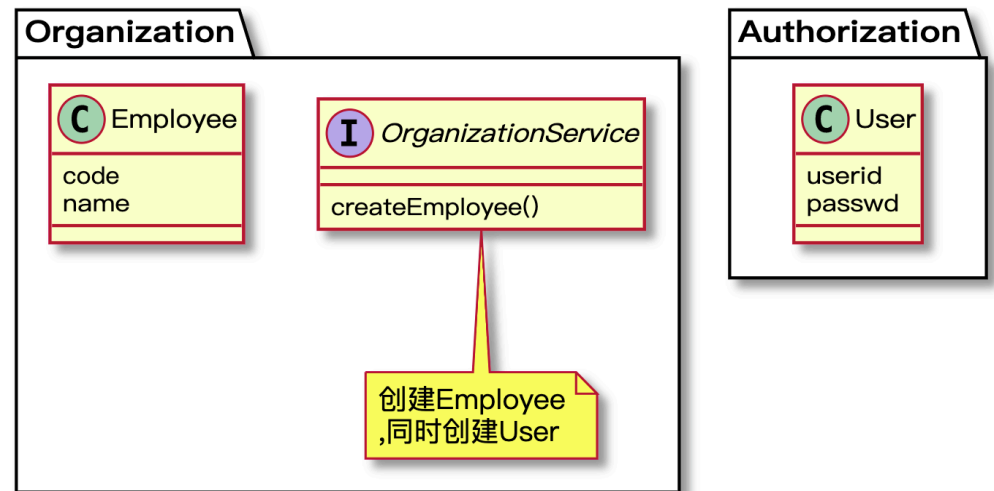 Organization
C Employee
code
name
I OrganizationService
createEmployee()
创建Employee
,同时创建User
Authorization
C User
userid
passwd